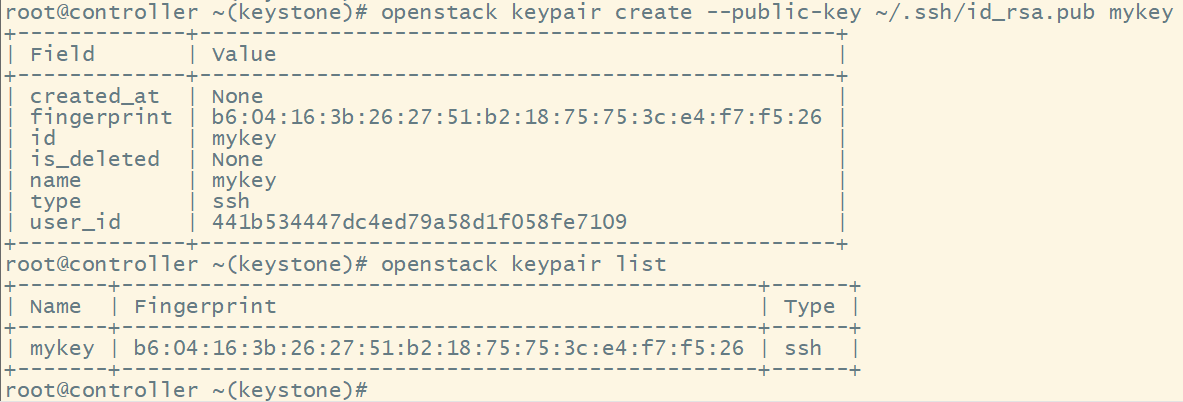 root@controller ~(keystone)# openstack keypair create --public-key ~/.ssh/id_rsa.pub mykey
+-------------+-------------------------------------------------+
| Field       | Value                                           |
+-------------+-------------------------------------------------+
| created_at  | None                                            |
| fingerprint | b6:04:16:3b:26:27:51:b2:18:75:75:3c:e4:f7:f5:26 |
| id          | mykey                                           |
| is_deleted  | None                                            |
| name        | mykey                                           |
| type        | ssh                                             |
| user_id     | 441b534447dc4ed79a58d1f058fe7109                |
+-------------+-------------------------------------------------+
root@controller ~(keystone)# openstack keypair list
+-------+-------------------------------------------------+------+
| Name  | Fingerprint                                     | Type |
+-------+-------------------------------------------------+------+
| mykey | b6:04:16:3b:26:27:51:b2:18:75:75:3c:e4:f7:f5:26 | ssh  |
+-------+-------------------------------------------------+------+
root@controller ~(keystone)#